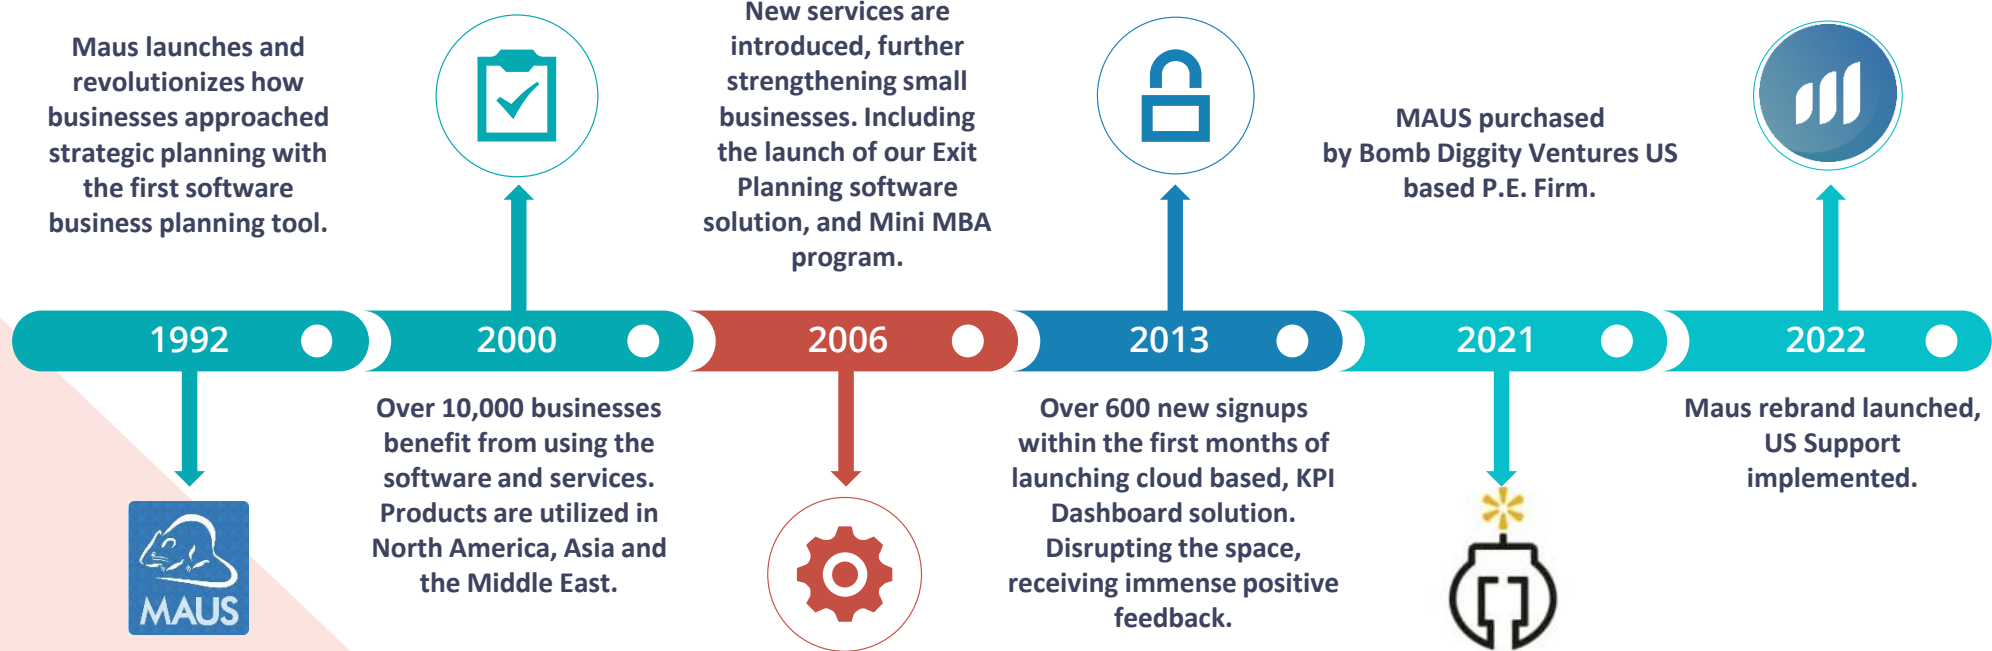 Maus launches and
revolutionizes how
businesses approached
strategic planning with
the first software
business planning tool.
New services are
introduced, further
strengthening small
businesses. Including
the launch of our Exit
Planning software
solution, and Mini MBA
program.
MAUS purchased
by Bomb Diggity Ventures US
based P.E. Firm.
1992
2000
2006
2013
2021
2022
MAUS
Over 10,000 businesses
benefit from using the
software and services.
Products are utilized in
North America, Asia and
the Middle East.
Over 600 new signups
within the first months of
launching cloud based, KPI
Dashboard solution.
Disrupting the space,
receiving immense positive
feedback.
Maus rebrand launched,
US Support
implemented.